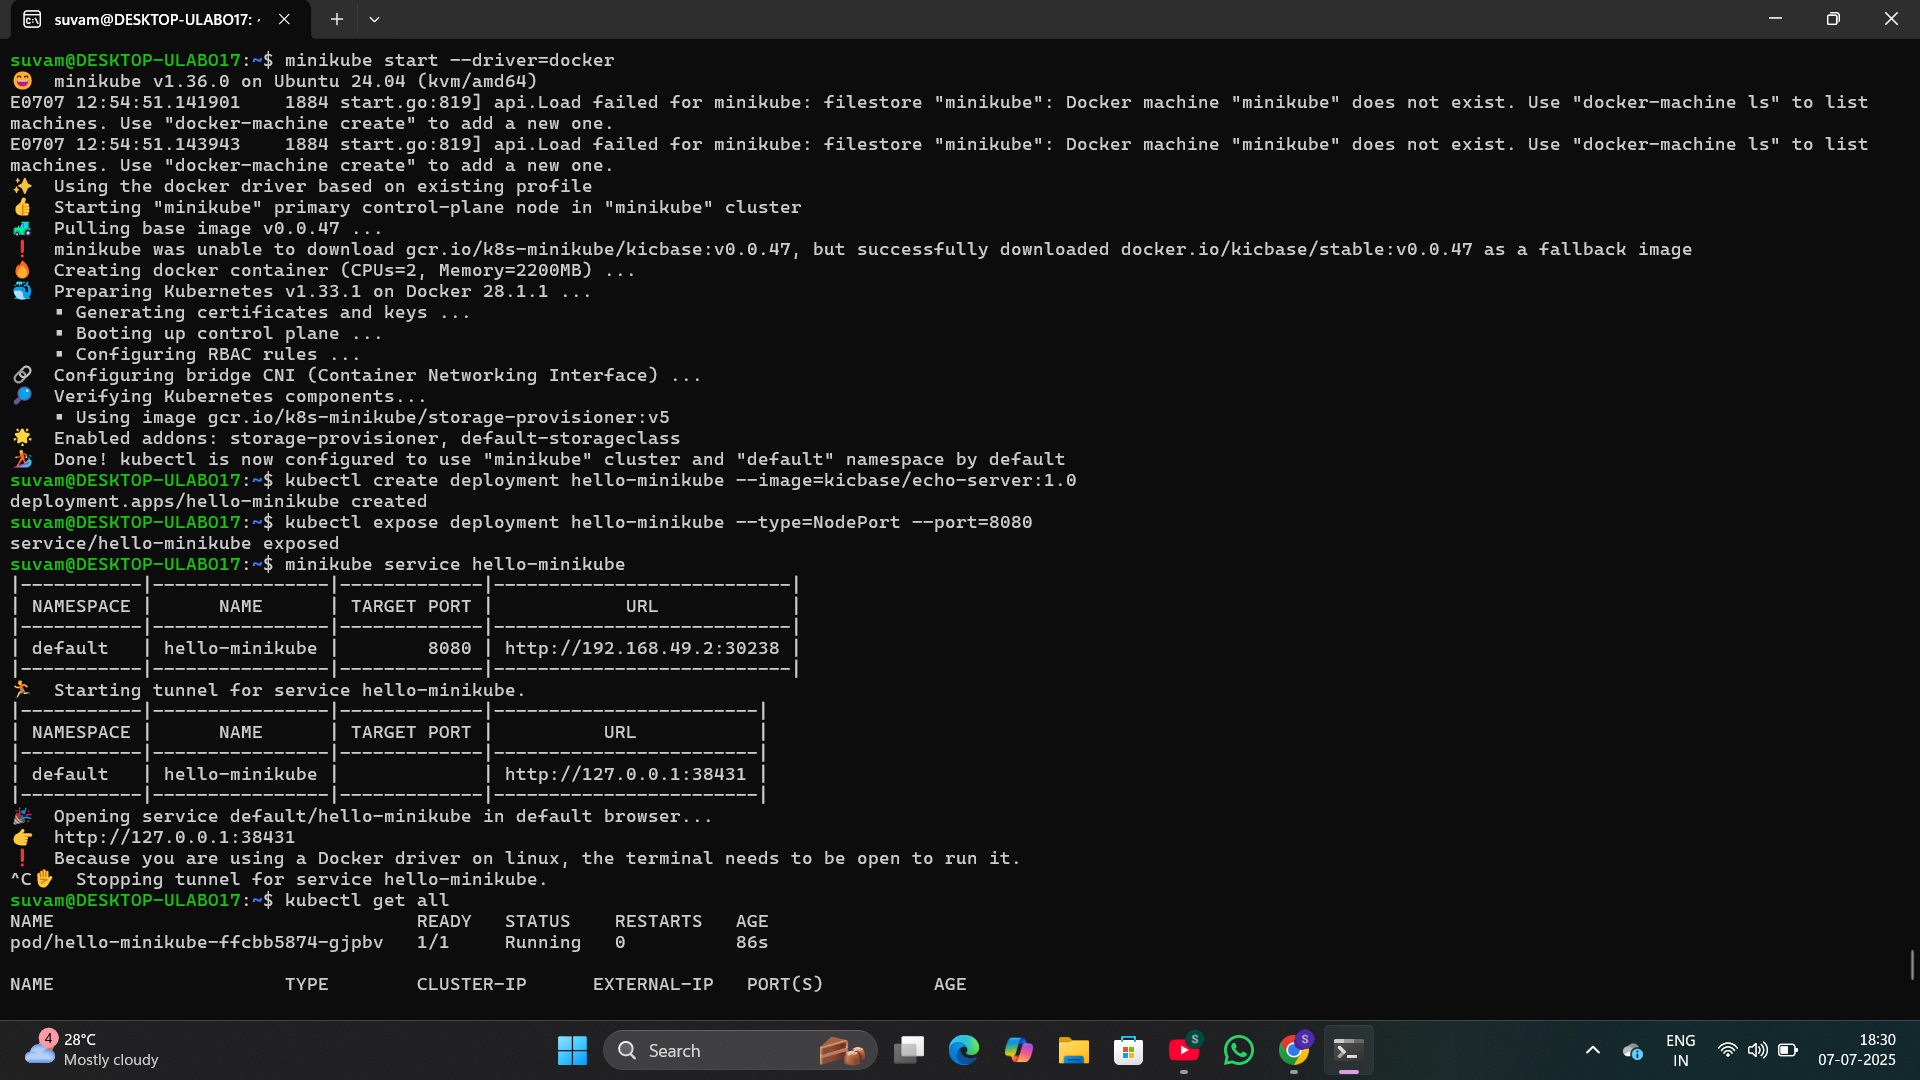 suvam@DESKTOP-ULABO17: ~
suvam@DESKTOP-ULABO17:~$ minikube start --driver=docker
😄  minikube v1.36.0 on Ubuntu 24.04 (kvm/amd64)
E0707 12:54:51.141901    1884 start.go:819] api.Load failed for minikube: filestore "minikube": Docker machine "minikube" does not exist. Use "docker-machine ls" to list
machines. Use "docker-machine create" to add a new one.
E0707 12:54:51.143943    1884 start.go:819] api.Load failed for minikube: filestore "minikube": Docker machine "minikube" does not exist. Use "docker-machine ls" to list
machines. Use "docker-machine create" to add a new one.
✨  Using the docker driver based on existing profile
👍  Starting "minikube" primary control-plane node in "minikube" cluster
🚜  Pulling base image v0.0.47 ...
❗  minikube was unable to download gcr.io/k8s-minikube/kicbase:v0.0.47, but successfully downloaded docker.io/kicbase/stable:v0.0.47 as a fallback image
🔥  Creating docker container (CPUs=2, Memory=2200MB) ...
🐳  Preparing Kubernetes v1.33.1 on Docker 28.1.1 ...
    ▪ Generating certificates and keys ...
    ▪ Booting up control plane ...
    ▪ Configuring RBAC rules ...
🔗  Configuring bridge CNI (Container Networking Interface) ...
🔎  Verifying Kubernetes components...
    ▪ Using image gcr.io/k8s-minikube/storage-provisioner:v5
🌟  Enabled addons: storage-provisioner, default-storageclass
🏄  Done! kubectl is now configured to use "minikube" cluster and "default" namespace by default
suvam@DESKTOP-ULABO17:~$ kubectl create deployment hello-minikube --image=kicbase/echo-server:1.0
deployment.apps/hello-minikube created
suvam@DESKTOP-ULABO17:~$ kubectl expose deployment hello-minikube --type=NodePort --port=8080
service/hello-minikube exposed
suvam@DESKTOP-ULABO17:~$ minikube service hello-minikube
|-----------|----------------|-------------|---------------------------|
| NAMESPACE |      NAME      | TARGET PORT |            URL            |
|-----------|----------------|-------------|---------------------------|
| default   | hello-minikube |        8080 | http://192.168.49.2:30238 |
|-----------|----------------|-------------|---------------------------|
🏃  Starting tunnel for service hello-minikube.
|-----------|----------------|-------------|------------------------|
| NAMESPACE |      NAME      | TARGET PORT |          URL           |
|-----------|----------------|-------------|------------------------|
| default   | hello-minikube |             | http://127.0.0.1:38431 |
|-----------|----------------|-------------|------------------------|
🎉  Opening service default/hello-minikube in default browser...
👉  http://127.0.0.1:38431
❗  Because you are using a Docker driver on linux, the terminal needs to be open to run it.
^C✋  Stopping tunnel for service hello-minikube.
suvam@DESKTOP-ULABO17:~$ kubectl get all
NAME                                 READY   STATUS    RESTARTS   AGE
pod/hello-minikube-ffcbb5874-gjpbv   1/1     Running   0          86s
NAME                     TYPE        CLUSTER-IP      EXTERNAL-IP   PORT(S)          AGE
4
28°C
Mostly cloudy
Search
S
S
ENG
IN
18:30
07-07-2025